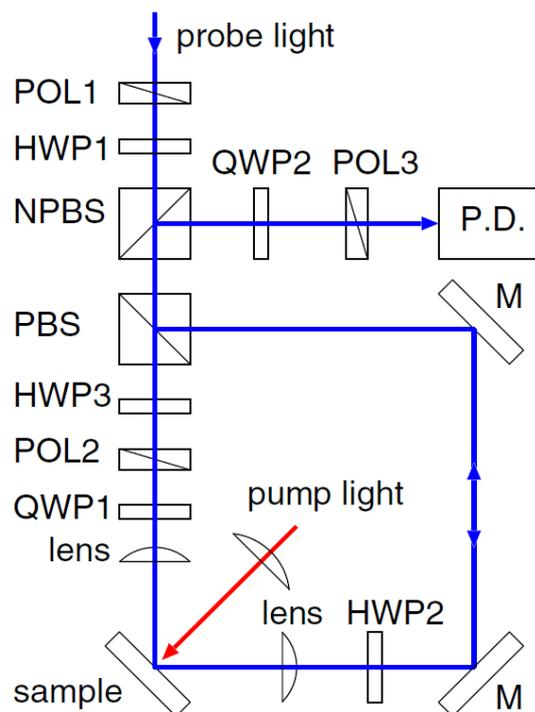 probe light
POL1
HWP1
QWP2 POL3
NPBS
P.D.
M
PBS
HWP3
POL2
pump light
QWP1
lens
lens HWP2
sample
M